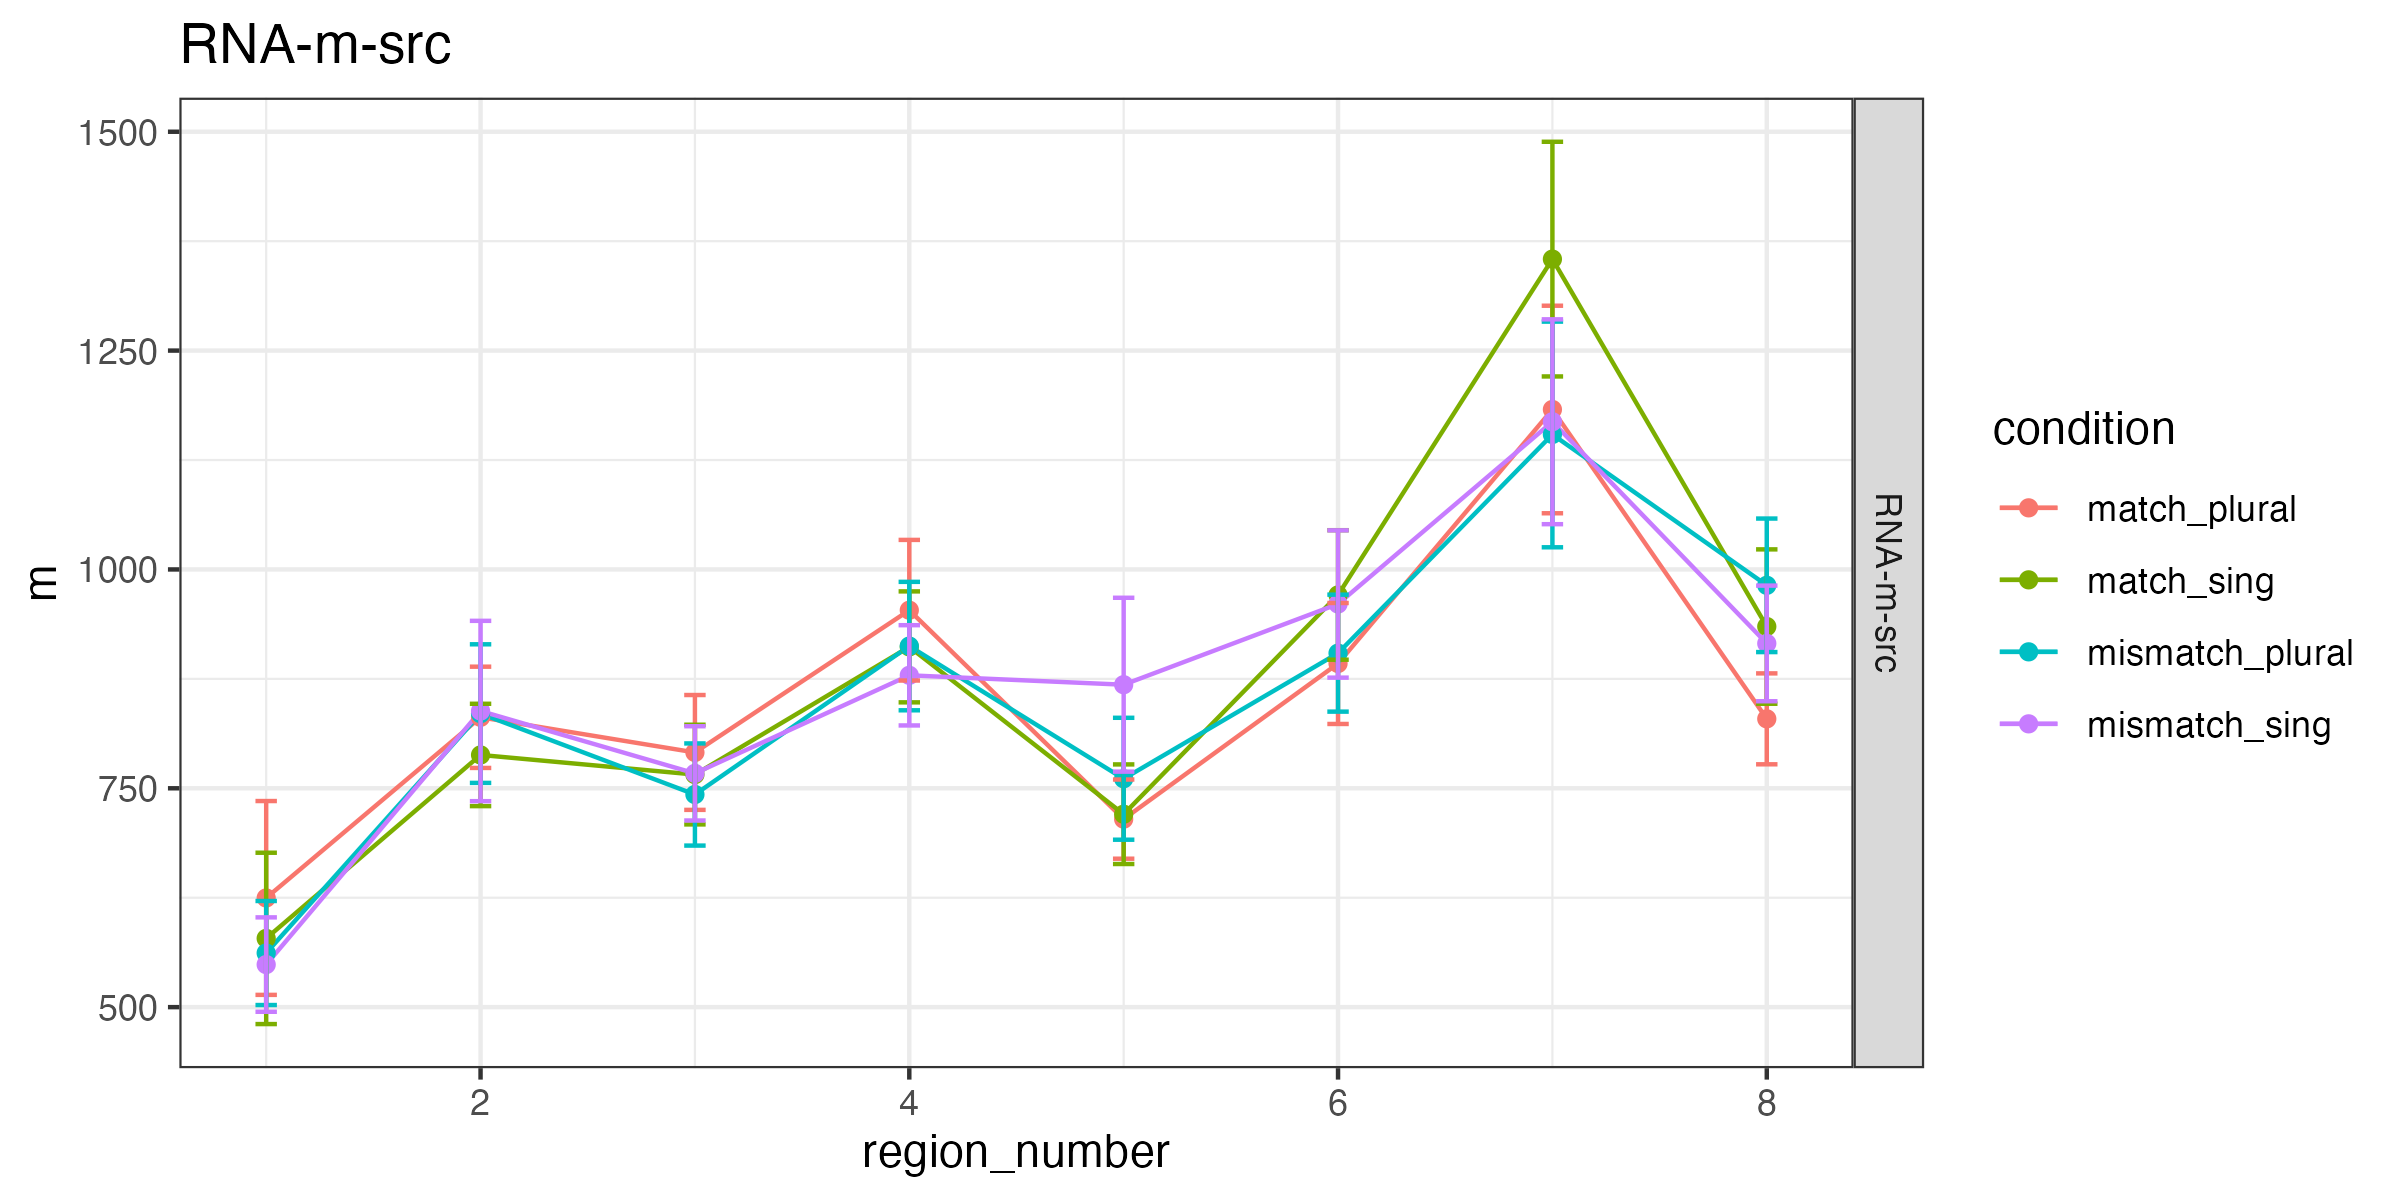 RNA-m-src
1500
1250
1000
750
500
m
2 4 6 8
region_number
RNA-m-src
condition
match_plural
match_sing
mismatch_plural
mismatch_sing